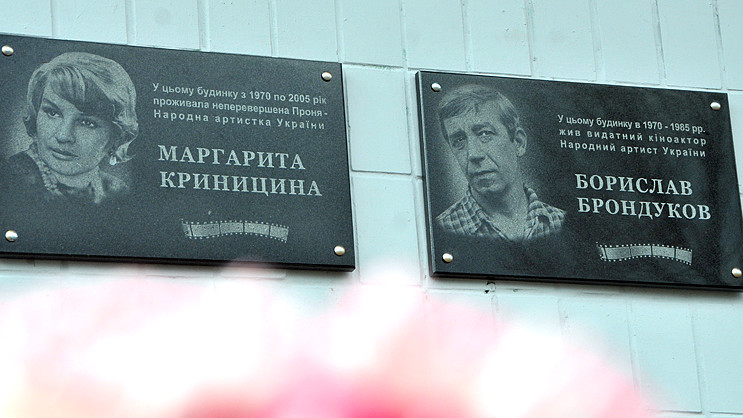 У цьому будинку з 1970 по 2005 рік
проживала неперевершена Проня -
Народна артистка України
МАРГАРИТА
КРИНИЦИНА
У цьому будинку в 1970 - 1985 рр.
жив видатний кіноактор
Народний артист України
БОРИСЛАВ
БРОНДУКОВ